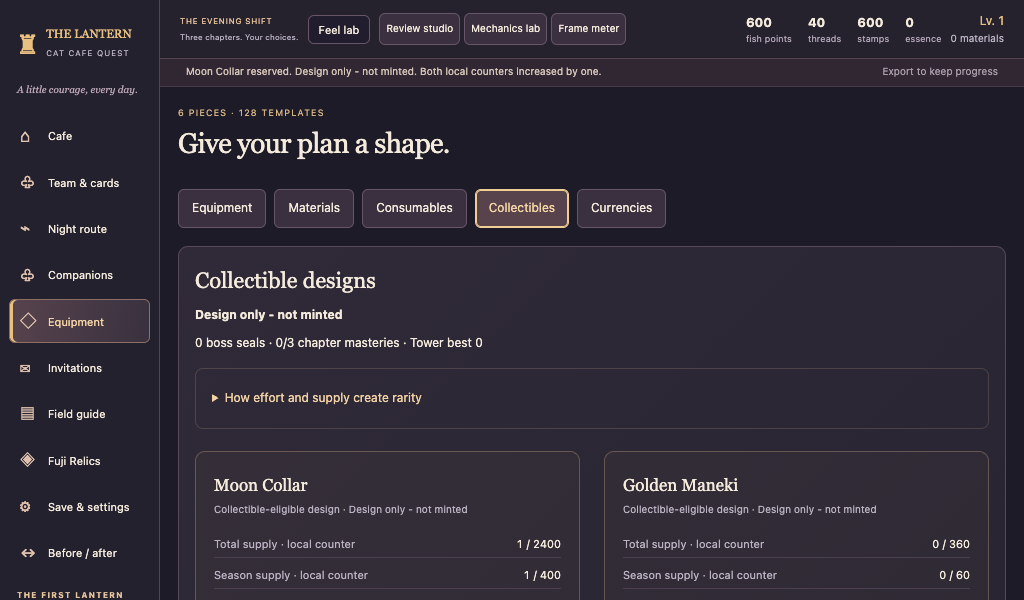 THE LANTERN
CAT CAFE QUEST
A little courage, every day.
Cafe
Team & cards
Night route
Companions
Equipment
Invitations
Field guide
Fuji Relics
Save & settings
Before / after
THE FIRST LANTERN
THE EVENING SHIFT
Three chapters. Your choices.
Feel lab
Review studio
Mechanics lab
Frame meter
600 fish points
40 threads
600 stamps
0 essence
Lv. 1
0 materials
Moon Collar reserved. Design only - not minted. Both local counters increased by one.
Export to keep progress
6 PIECES · 128 TEMPLATES
Give your plan a shape.
Equipment
Materials
Consumables
Collectibles
Currencies
Collectible designs
Design only - not minted
0 boss seals · 0/3 chapter masteries · Tower best 0
How effort and supply create rarity
Moon Collar
Collectible-eligible design · Design only - not minted
Total supply · local counter 1 / 2400
Season supply · local counter 1 / 400
Golden Maneki
Collectible-eligible design · Design only - not minted
Total supply · local counter 0 / 360
Season supply · local counter 0 / 60